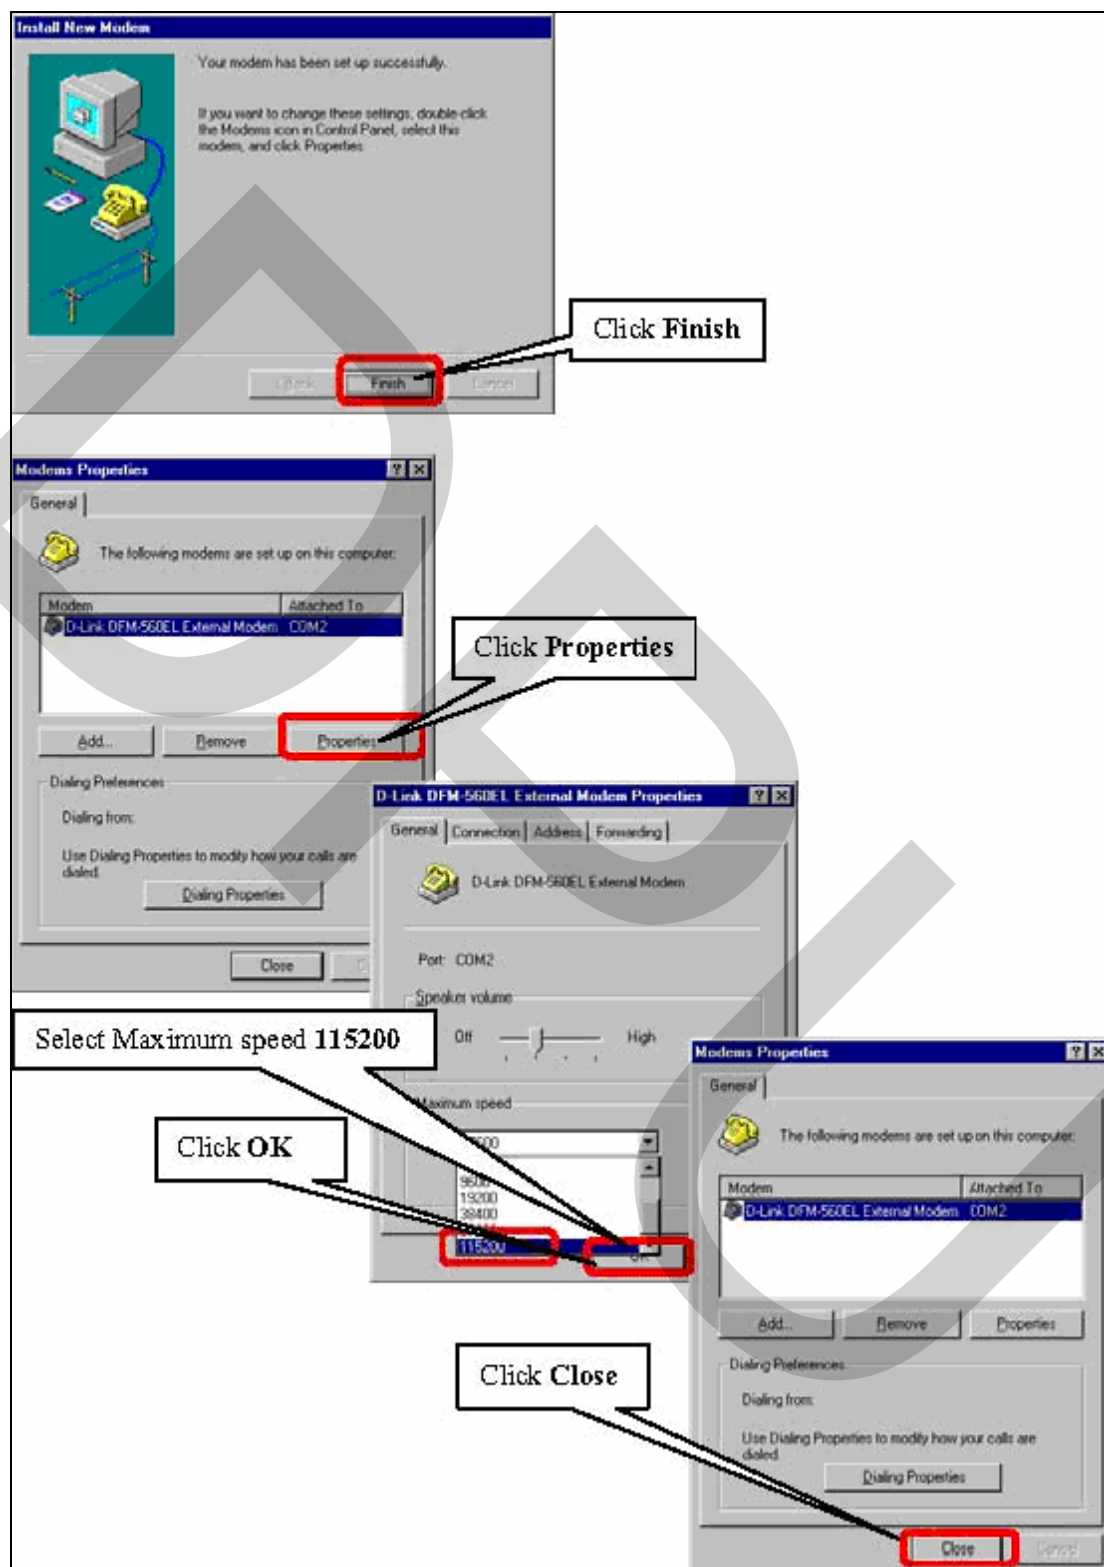 Install New Modem
Your modem has been set up successfully.
If you want to change these settings, double-click
the Modems icon in Control Panel, select this
modem, and click Properties.
Click Finish
< Back
Finish
Cancel
Modems Properties
General
The following modems are set up on this computer:
Modem
Attached To
D-Link DFM-560EL External Modem
COM2
Click Properties
Add...
Remove
Properties
Dialing Preferences
Dialing from:
Use Dialing Properties to modify how your calls are
dialed.
Dialing Properties
Close
D-Link DFM-560EL External Modem Properties
General
Connection
Address
Forwarding
D-Link DFM-560EL External Modem
Port: COM2
Speaker volume
Off
High
Select Maximum speed 115200
Maximum speed
Click OK
9600
19200
38400
115200
OK
Modems Properties
General
The following modems are set up on this computer:
Modem
Attached To
D-Link DFM-560EL External Modem
COM2
Add...
Remove
Properties
Click Close
Dialing Preferences
Dialing from:
Use Dialing Properties to modify how your calls are
dialed.
Dialing Properties
Close
Cancel